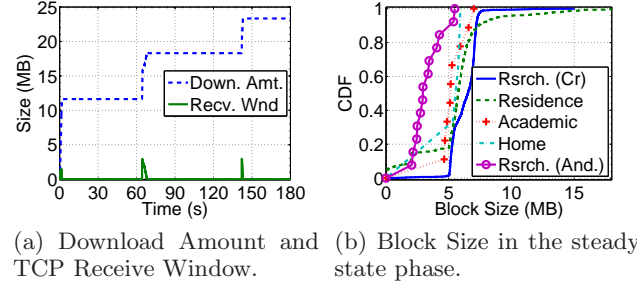 25
20
15
10
5
0
Size (MB)
0 30 60 90 120 150 180
Time (s)
Down. Amt.
Recv. Wnd
1
0.8
0.6
0.4
0.2
0
CDF
0 5 10 15
Block Size (MB)
Rsrch. (Cr)
Residence
Academic
Home
Rsrch. (And.)
(a) Download Amount and
TCP Receive Window.
(b) Block Size in the steady
state phase.